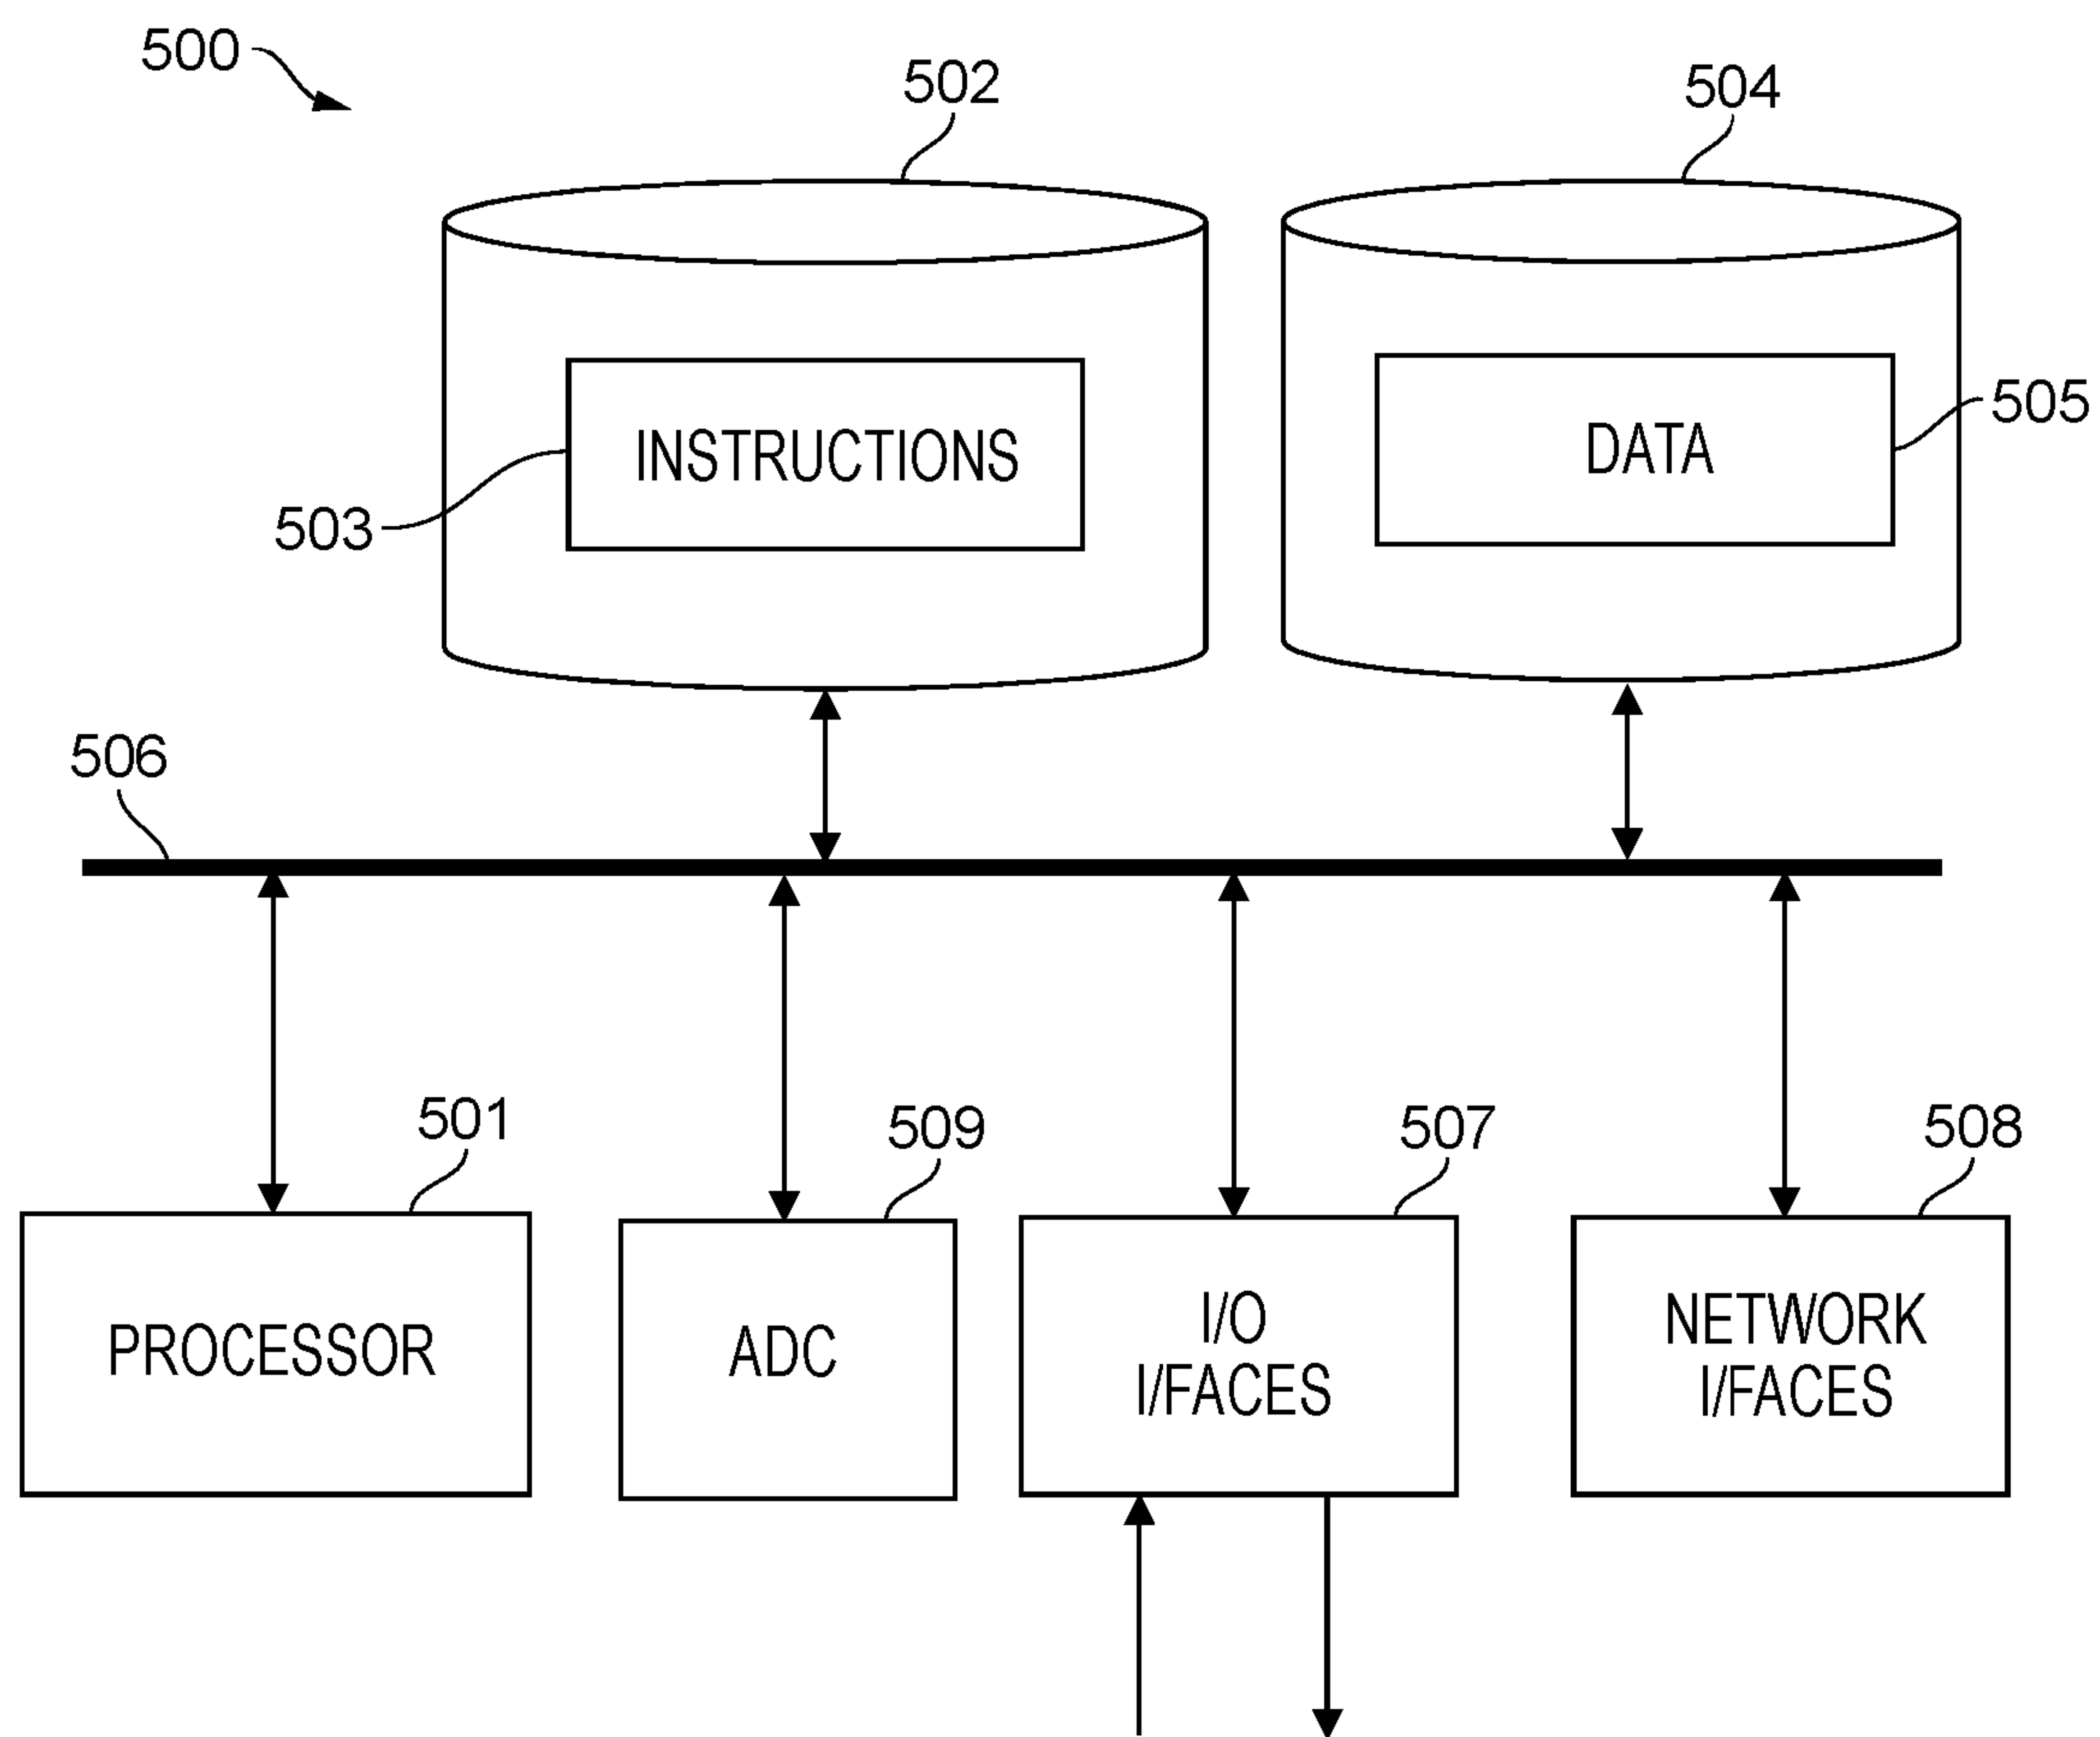 500
502
504
INSTRUCTIONS
DATA
503
505
506
501
509
507
508
PROCESSOR
ADC
I/O
I/FACES
NETWORK
I/FACES